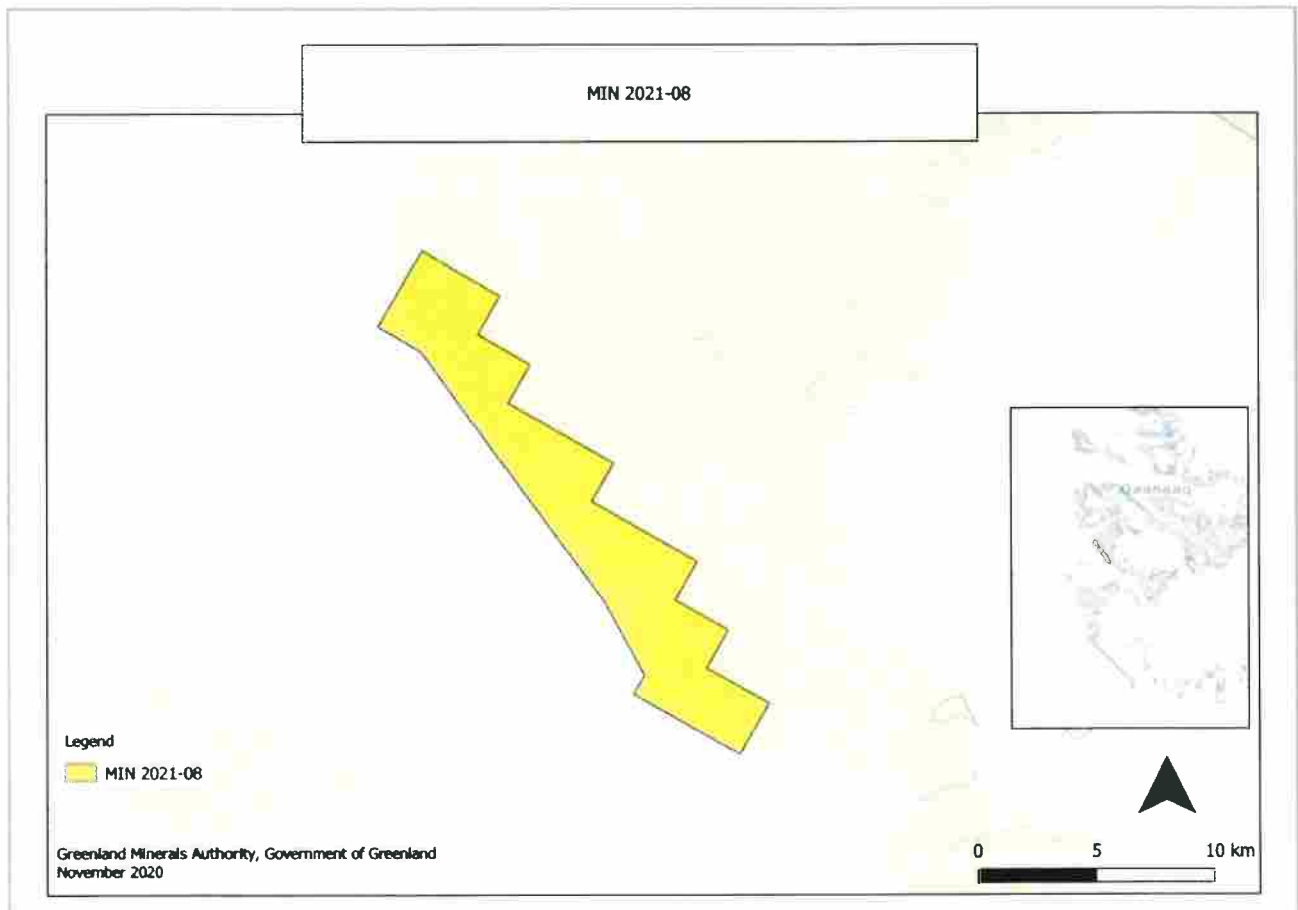 MIN 2021-08
Qaanaaq
Legend
MIN 2021-08
Greenland Minerals Authority, Government of Greenland
November 2020
0 5 10 km